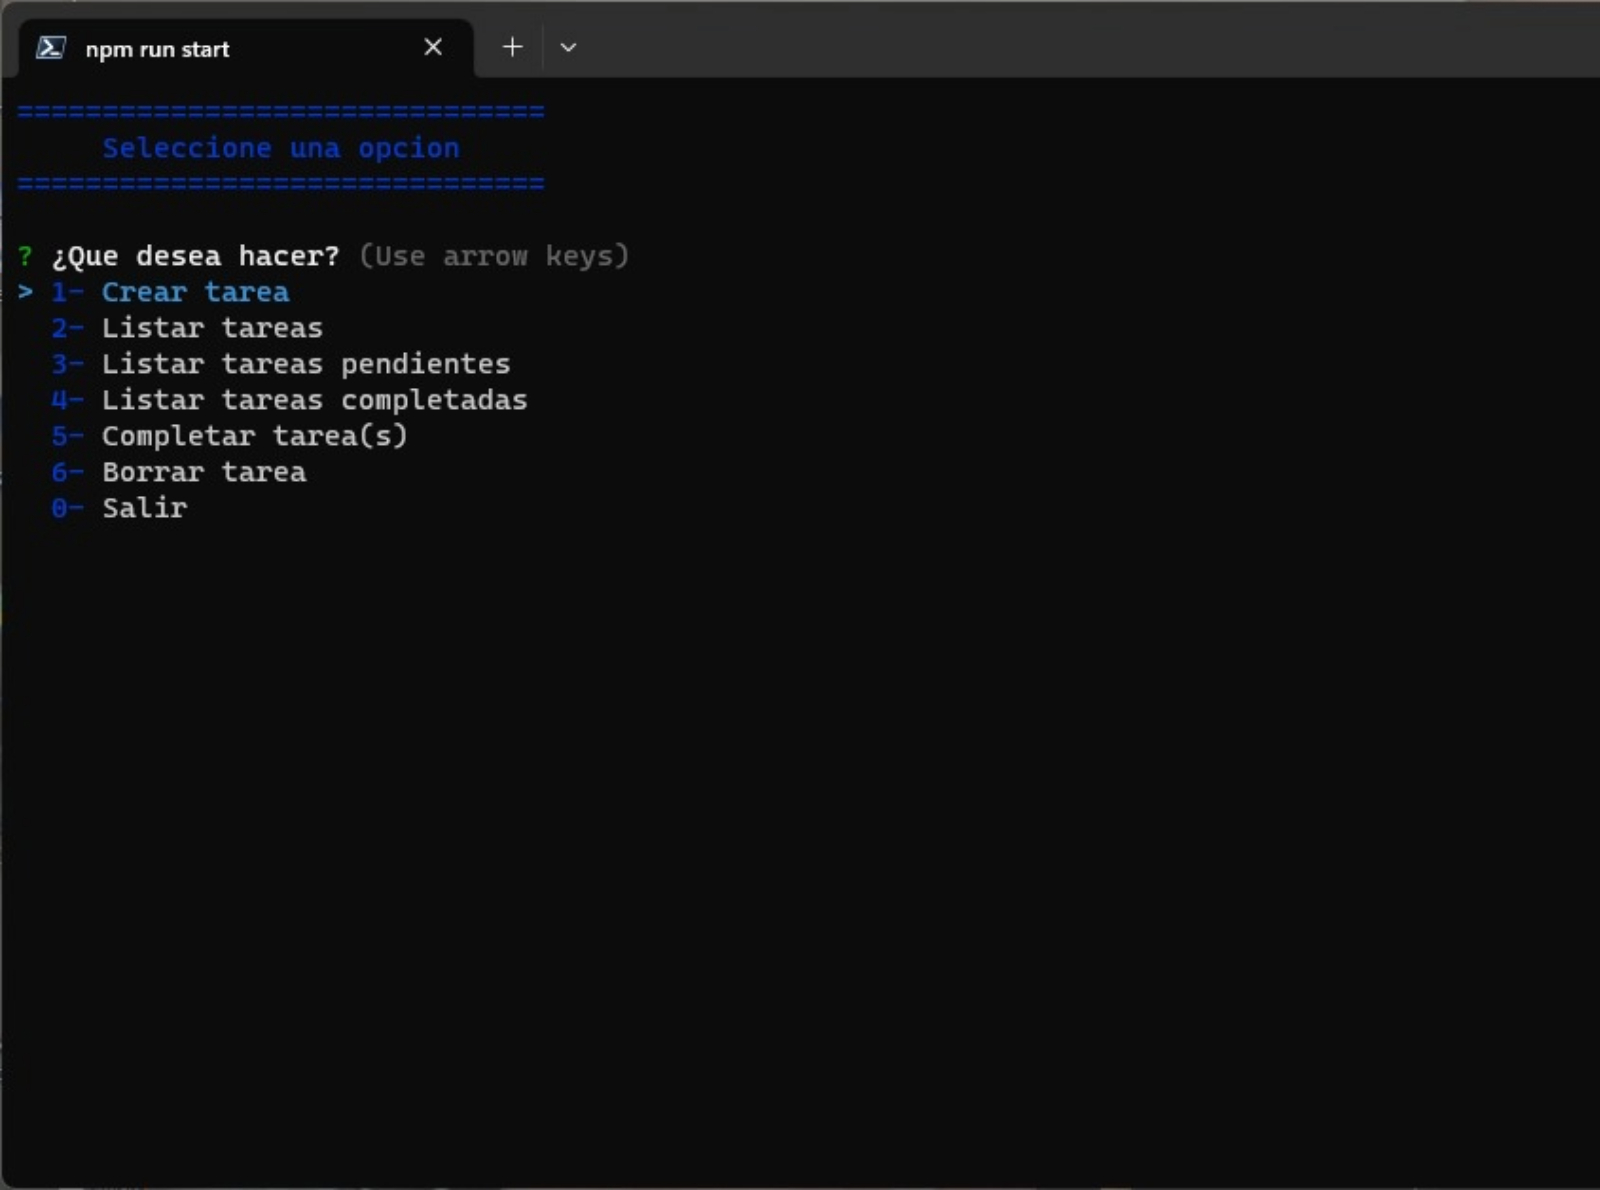 npm run start
===============================
Seleccione una opcion
===============================
? ¿Que desea hacer? (Use arrow keys)
> 1- Crear tarea
2- Listar tareas
3- Listar tareas pendientes
4- Listar tareas completadas
5- Completar tarea(s)
6- Borrar tarea
0- Salir